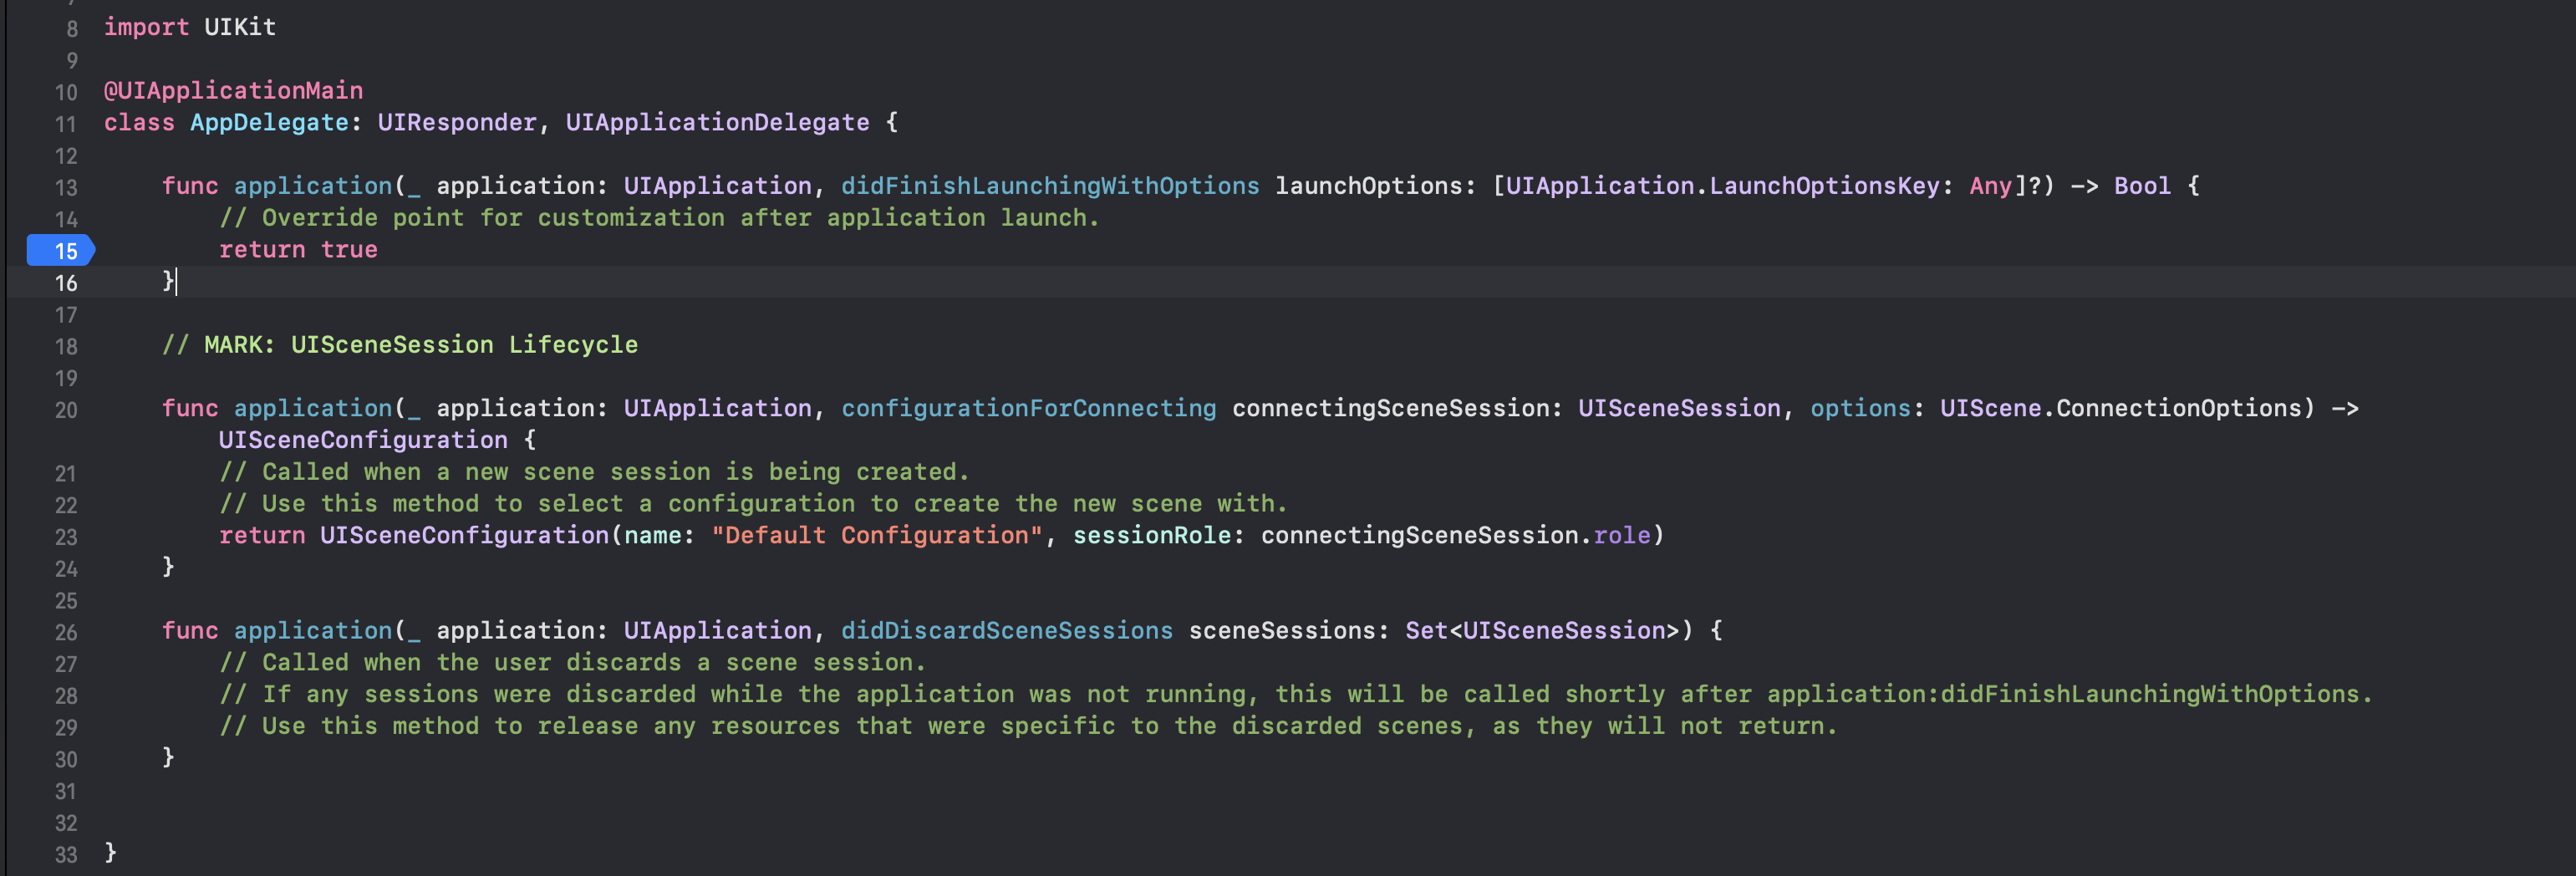 8 import UIKit
9
10 @UIApplicationMain
11 class AppDelegate: UIResponder, UIApplicationDelegate {
12
13 func application(_ application: UIApplication, didFinishLaunchingWithOptions launchOptions: [UIApplication.LaunchOptionsKey: Any]?) -> Bool {
14 // Override point for customization after application launch.
15 return true
16 }
17
18 // MARK: UISceneSession Lifecycle
19
20 func application(_ application: UIApplication, configurationForConnecting connectingSceneSession: UISceneSession, options: UIScene.ConnectionOptions) ->
UISceneConfiguration {
21 // Called when a new scene session is being created.
22 // Use this method to select a configuration to create the new scene with.
23 return UISceneConfiguration(name: "Default Configuration", sessionRole: connectingSceneSession.role)
24 }
25
26 func application(_ application: UIApplication, didDiscardSceneSessions sceneSessions: Set<UISceneSession>) {
27 // Called when the user discards a scene session.
28 // If any sessions were discarded while the application was not running, this will be called shortly after application:didFinishLaunchingWithOptions.
29 // Use this method to release any resources that were specific to the discarded scenes, as they will not return.
30 }
31
32
33 }